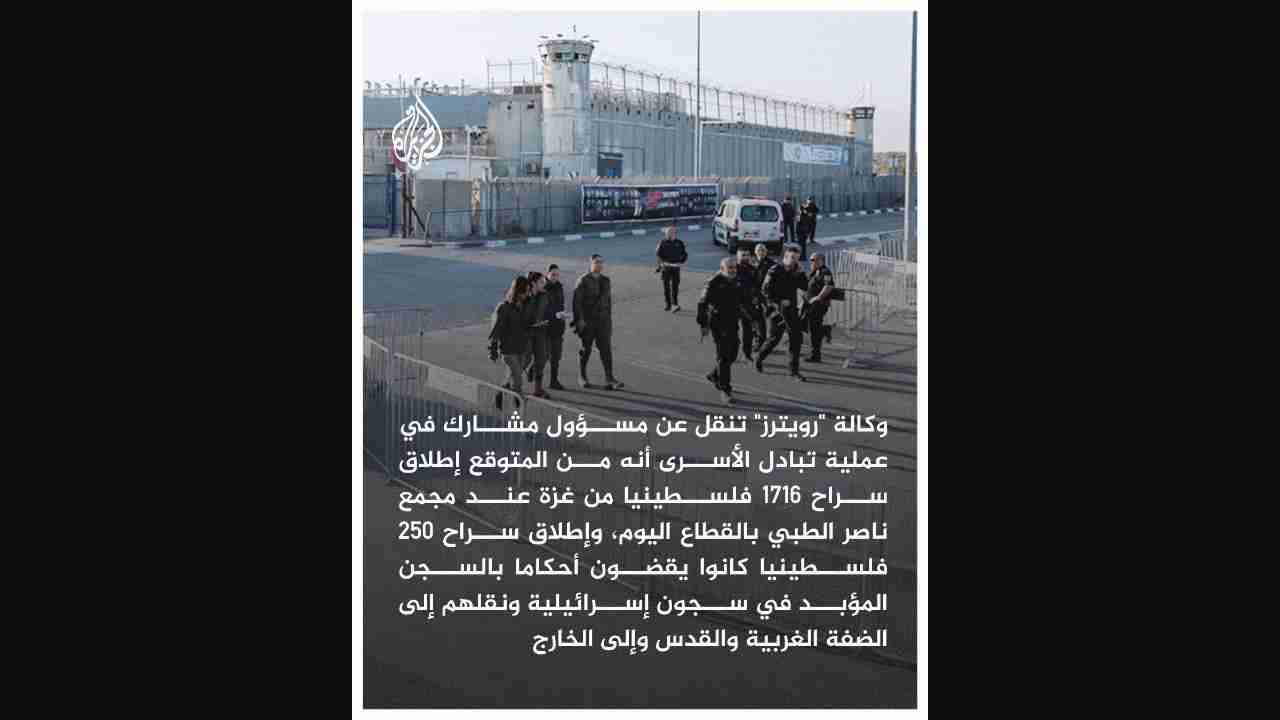 الجزيرة
وكالة "رويترز" تنقل عن مسؤول مشارك في
عملية تبادل الأسرى أنه من المتوقع إطلاق
سراح 1716 فلسطينيا من غزة عند مجمع
ناصر الطبي بالقطاع اليوم، وإطلاق سراح 250
فلسطينيا كانوا يقضون أحكاما بالسجن
المؤبد في سجون إسرائيلية ونقلهم إلى
الضفة الغربية والقدس وإلى الخارج